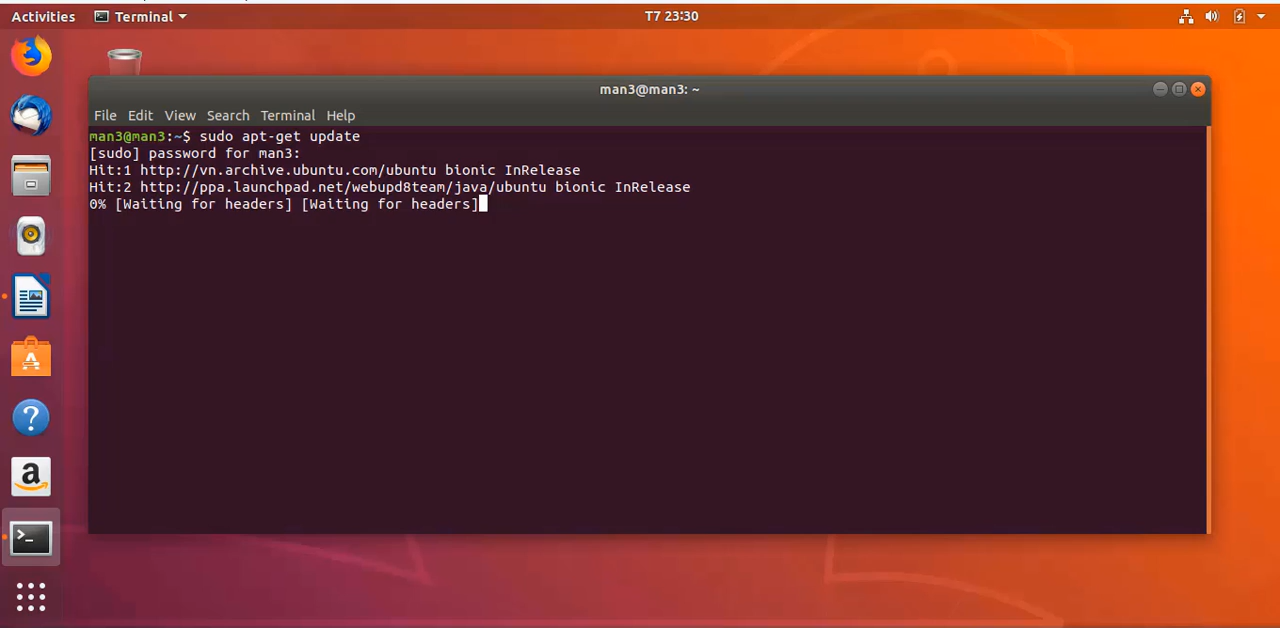 Activities Terminal T7 23:30
man3@man3: ~
File Edit View Search Terminal Help
man3@man3:~$ sudo apt-get update
[sudo] password for man3:
Hit:1 http://vn.archive.ubuntu.com/ubuntu bionic InRelease
Hit:2 http://ppa.launchpad.net/webupd8team/java/ubuntu bionic InRelease
0% [Waiting for headers] [Waiting for headers]